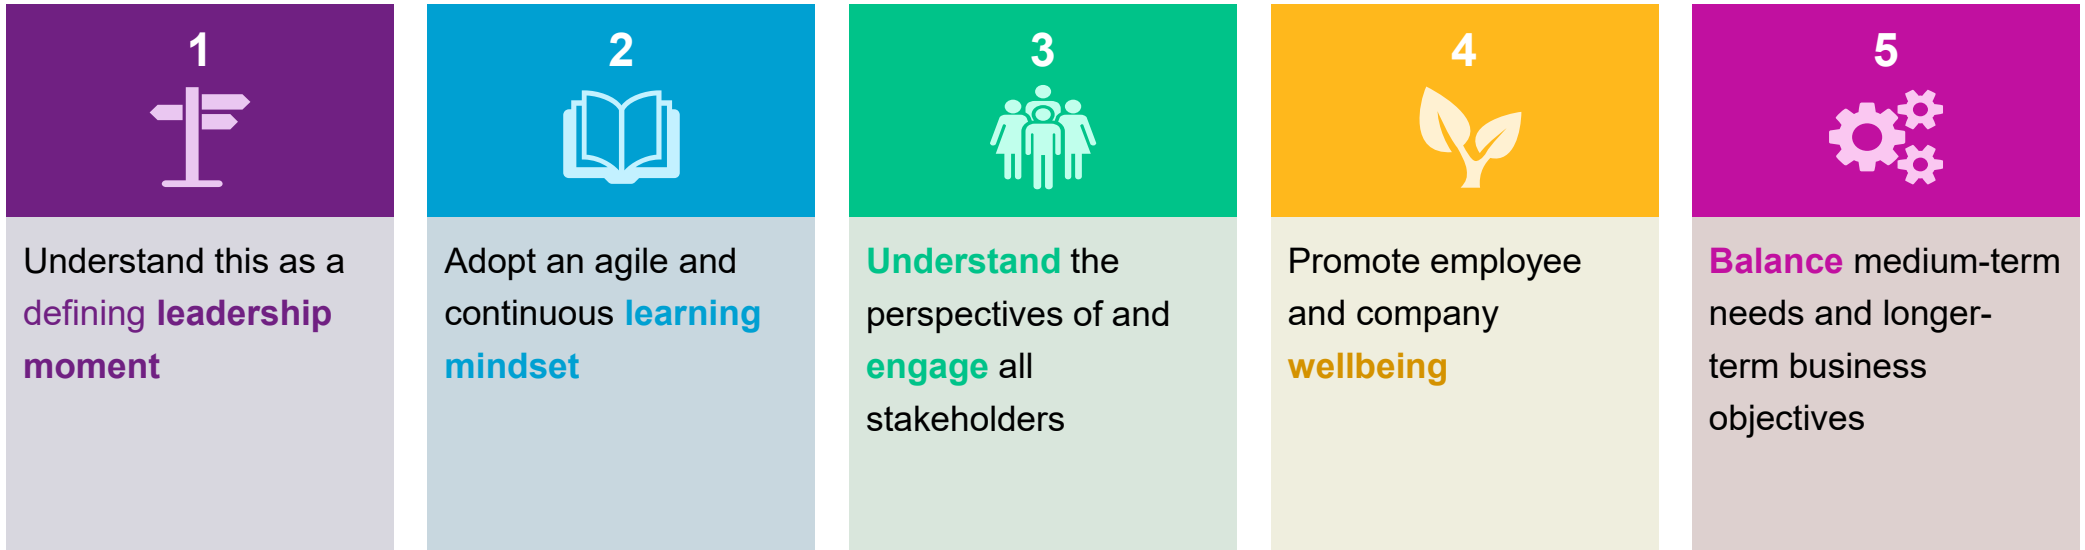 1
Understand this as a
defining leadership
moment
2
Adopt an agile and
continuous learning
mindset
3
Understand the
perspectives of and
engage all
stakeholders
4
Promote employee
and company
wellbeing
5
Balance medium-term
needs and longer-
term business
objectives